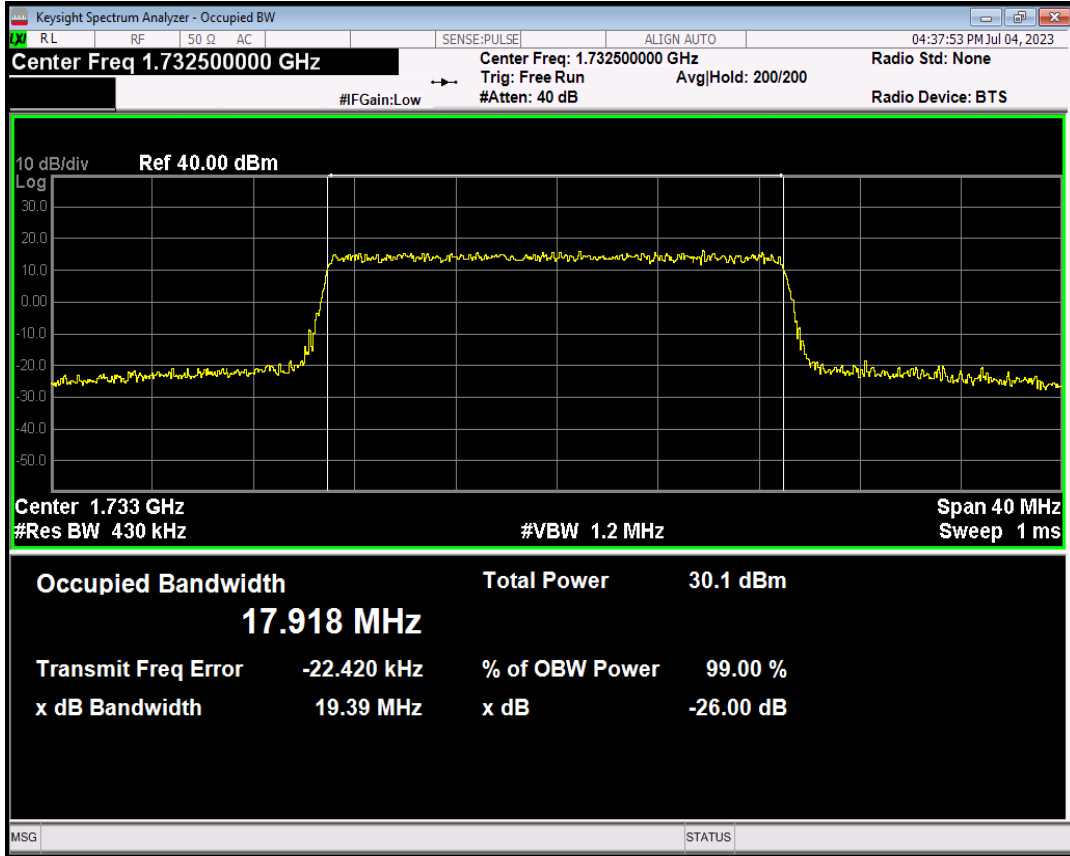 Keysight Spectrum Analyzer - Occupied BW
LXI RL RF 50 Ω AC SENSE:PULSE ALIGN AUTO 04:37:53 PM Jul 04, 2023
Center Freq 1.732500000 GHz Center Freq: 1.732500000 GHz Radio Std: None
Trig: Free Run Avg|Hold: 200/200
#IFGain:Low #Atten: 40 dB Radio Device: BTS
10 dB/div Ref 40.00 dBm
Log
30.0
20.0
10.0
0.00
-10.0
-20.0
-30.0
-40.0
-50.0
Center 1.733 GHz Span 40 MHz
#Res BW 430 kHz #VBW 1.2 MHz Sweep 1 ms
Occupied Bandwidth Total Power 30.1 dBm
17.918 MHz
Transmit Freq Error -22.420 kHz % of OBW Power 99.00 %
x dB Bandwidth 19.39 MHz x dB -26.00 dB
MSG STATUS